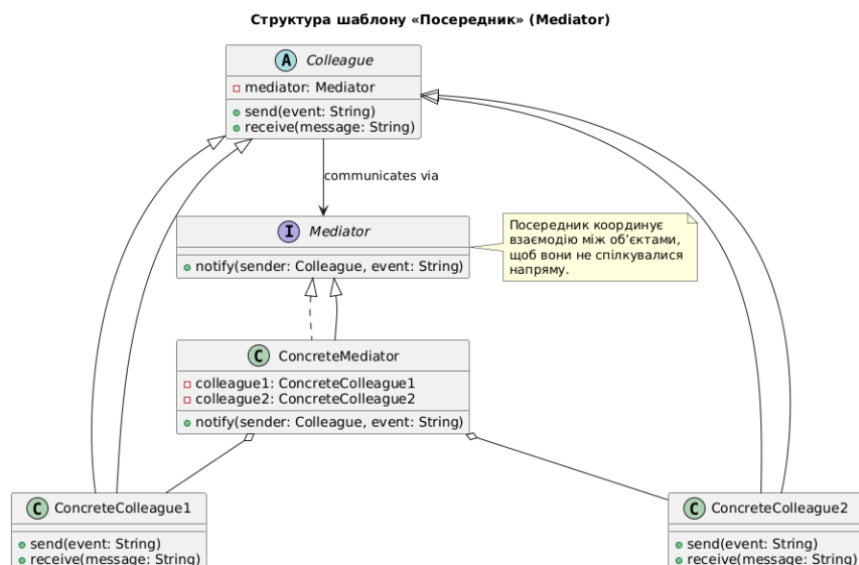 Структура шаблону «Посередник» (Mediator)
A Colleague
mediator: Mediator
send(event: String)
receive(message: String)
communicates via
I Mediator
notify(sender: Colleague, event: String)
Посередник координує
взаємодію між об’єктами,
щоб вони не спілкувалися
напряму.
C ConcreteMediator
colleague1: ConcreteColleague1
colleague2: ConcreteColleague2
notify(sender: Colleague, event: String)
C ConcreteColleague1
send(event: String)
receive(message: String)
C ConcreteColleague2
send(event: String)
receive(message: String)